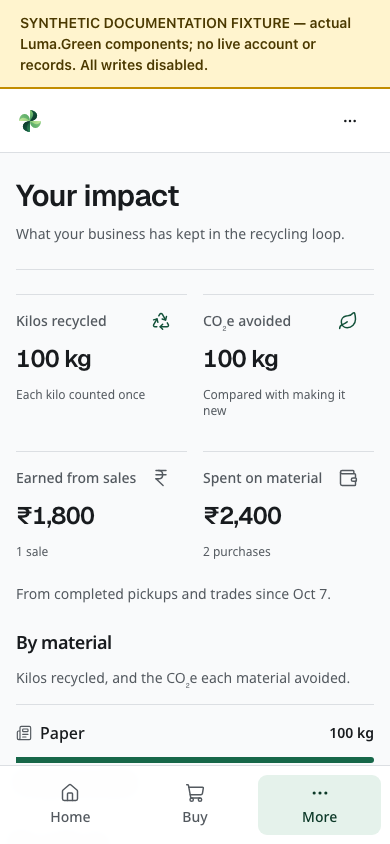 SYNTHETIC DOCUMENTATION FIXTURE — actual
Luma.Green components; no live account or
records. All writes disabled.
Your impact
What your business has kept in the recycling loop.
Kilos recycled
100 kg
Each kilo counted once
CO₂e avoided
100 kg
Compared with making it
new
Earned from sales
₹1,800
1 sale
Spent on material
₹2,400
2 purchases
From completed pickups and trades since Oct 7.
By material
Kilos recycled, and the CO₂e each material avoided.
Paper 100 kg
Home Buy More